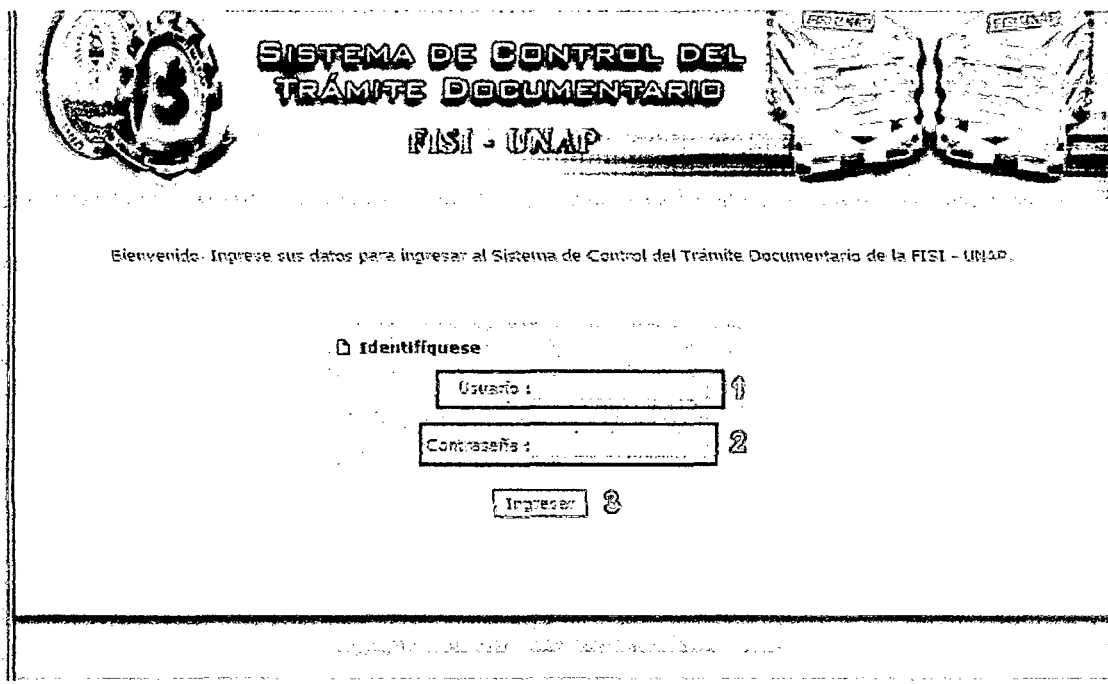 SISTEMA DE CONTROL DEL
TRÁMITE DOCUMENTARIO
FISI - UNAP
Bienvenido. Ingrese sus datos para ingresar al Sistema de Control del Trámite Documentario de la FISI - UNAP.
Identifíquese
Usuario : 1
Contraseña : 2
Ingresar 3